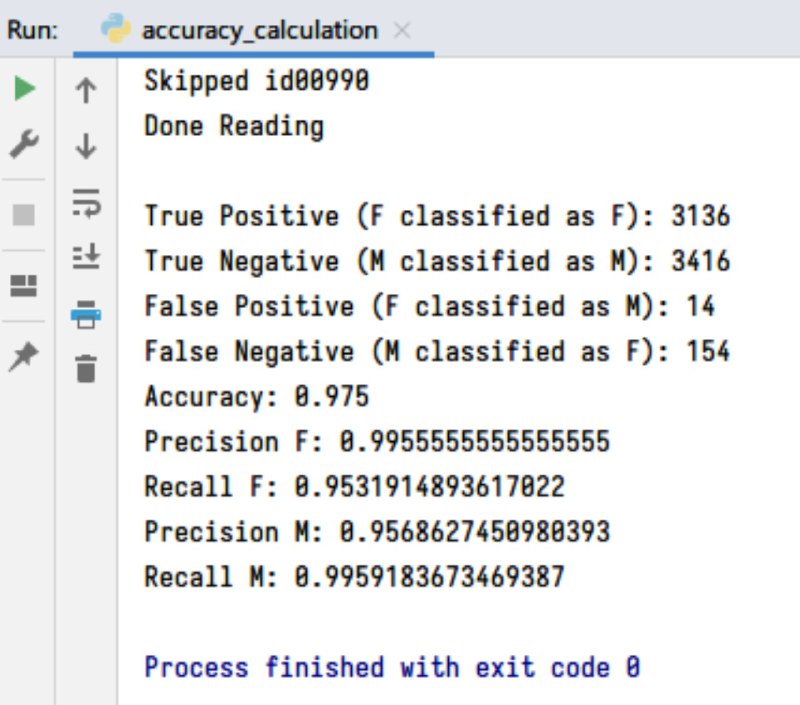 Run: accuracy_calculation
Skipped id00990
Done Reading
True Positive (F classified as F): 3136
True Negative (M classified as M): 3416
False Positive (F classified as M): 14
False Negative (M classified as F): 154
Accuracy: 0.975
Precision F: 0.9955555555555555
Recall F: 0.9531914893617022
Precision M: 0.9568627450980393
Recall M: 0.9959183673469387
Process finished with exit code 0